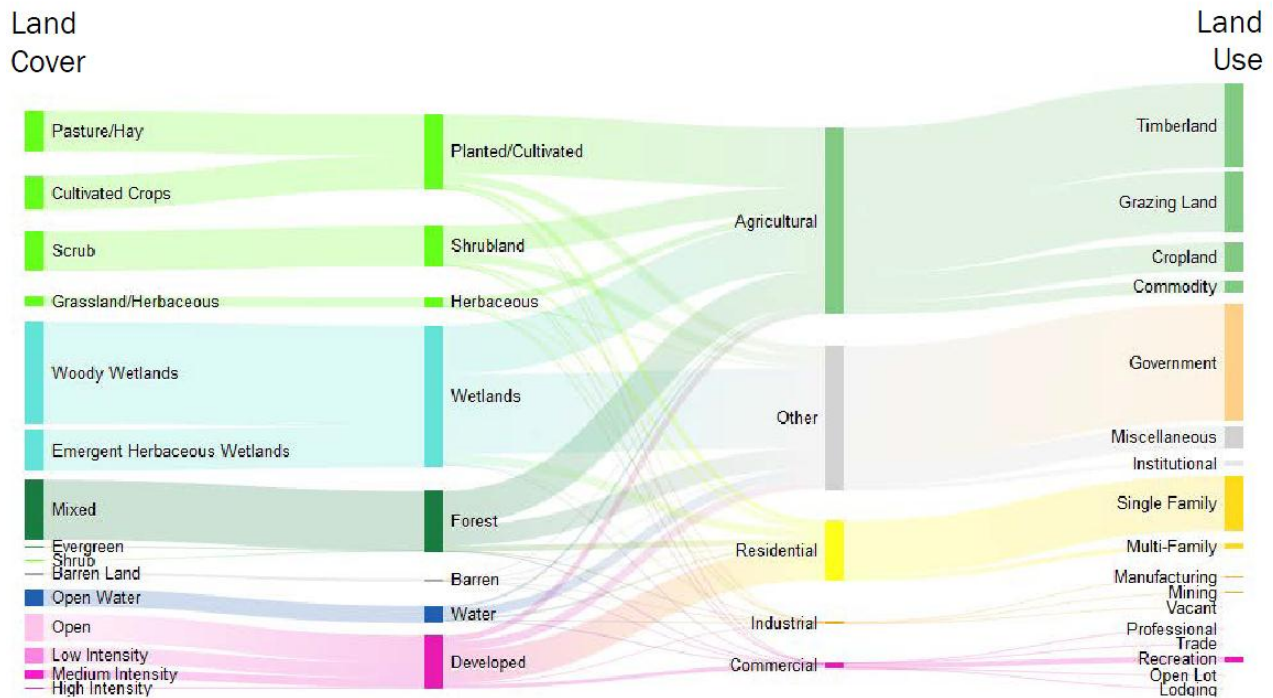 Land
Cover
Land
Use
Pasture/Hay
Cultivated Crops
Scrub
Grassland/Herbaceous
Woody Wetlands
Emergent Herbaceous Wetlands
Mixed
Evergreen
Shrub
Barren Land
Open Water
Open
Low Intensity
Medium Intensity
High Intensity
Planted/Cultivated
Shrubland
Herbaceous
Wetlands
Forest
Barren
Water
Developed
Agricultural
Other
Residential
Industrial
Commercial
Timberland
Grazing Land
Cropland
Commodity
Government
Miscellaneous
Institutional
Single Family
Multi-Family
Manufacturing
Mining
Vacant
Professional
Trade
Recreation
Open Lot
Lodging